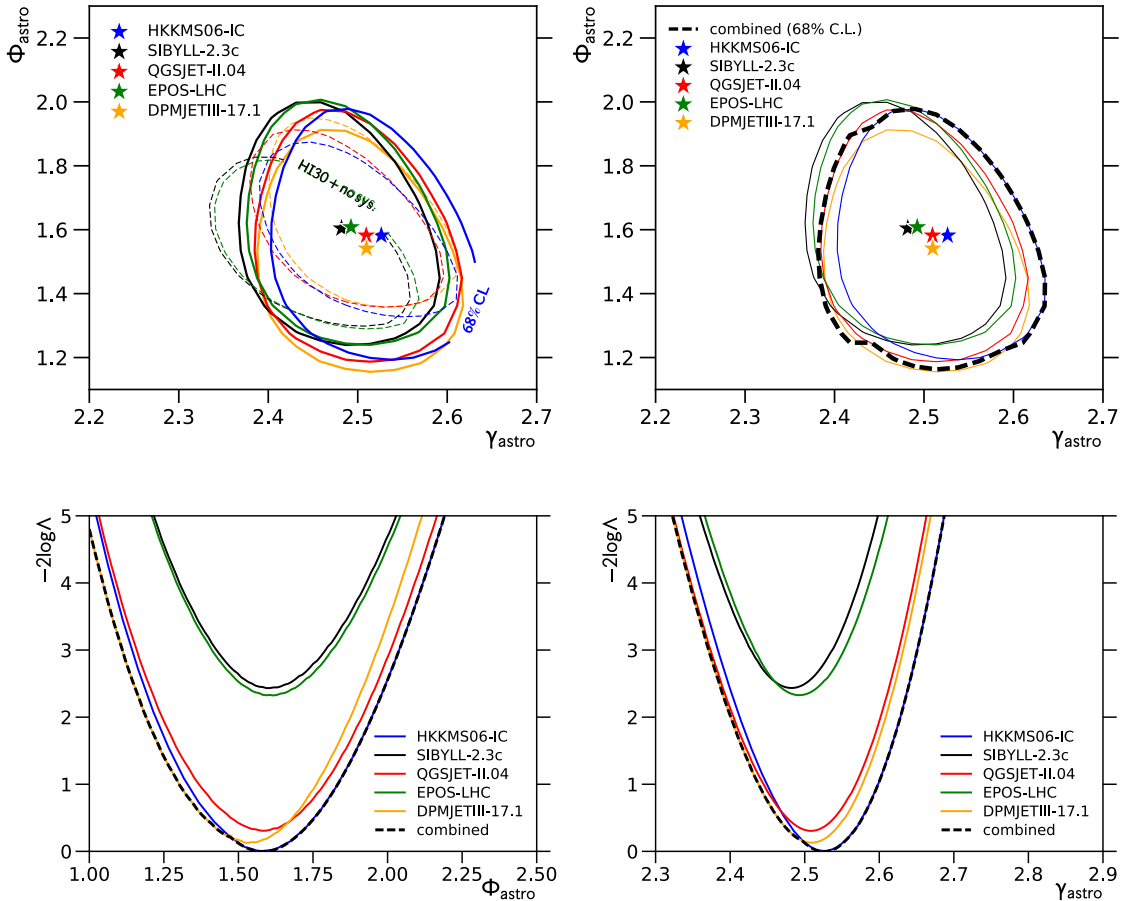 Φastro
2.2
2.0
1.8
1.6
1.4
1.2
HKKMS06-IC
SIBYLL-2.3c
QGSJET-II.04
EPOS-LHC
DPMJETIII-17.1
HI30 + no sys.
68% CL
2.2 2.3 2.4 2.5 2.6 2.7
γastro
Φastro
2.2
2.0
1.8
1.6
1.4
1.2
combined (68% C.L.)
HKKMS06-IC
SIBYLL-2.3c
QGSJET-II.04
EPOS-LHC
DPMJETIII-17.1
2.2 2.3 2.4 2.5 2.6 2.7
γastro
−2logΛ
5
4
3
2
1
0
HKKMS06-IC
SIBYLL-2.3c
QGSJET-II.04
EPOS-LHC
DPMJETIII-17.1
combined
1.00 1.25 1.50 1.75 2.00 2.25 2.50
Φastro
−2logΛ
5
4
3
2
1
0
HKKMS06-IC
SIBYLL-2.3c
QGSJET-II.04
EPOS-LHC
DPMJETIII-17.1
combined
2.3 2.4 2.5 2.6 2.7 2.8 2.9
γastro